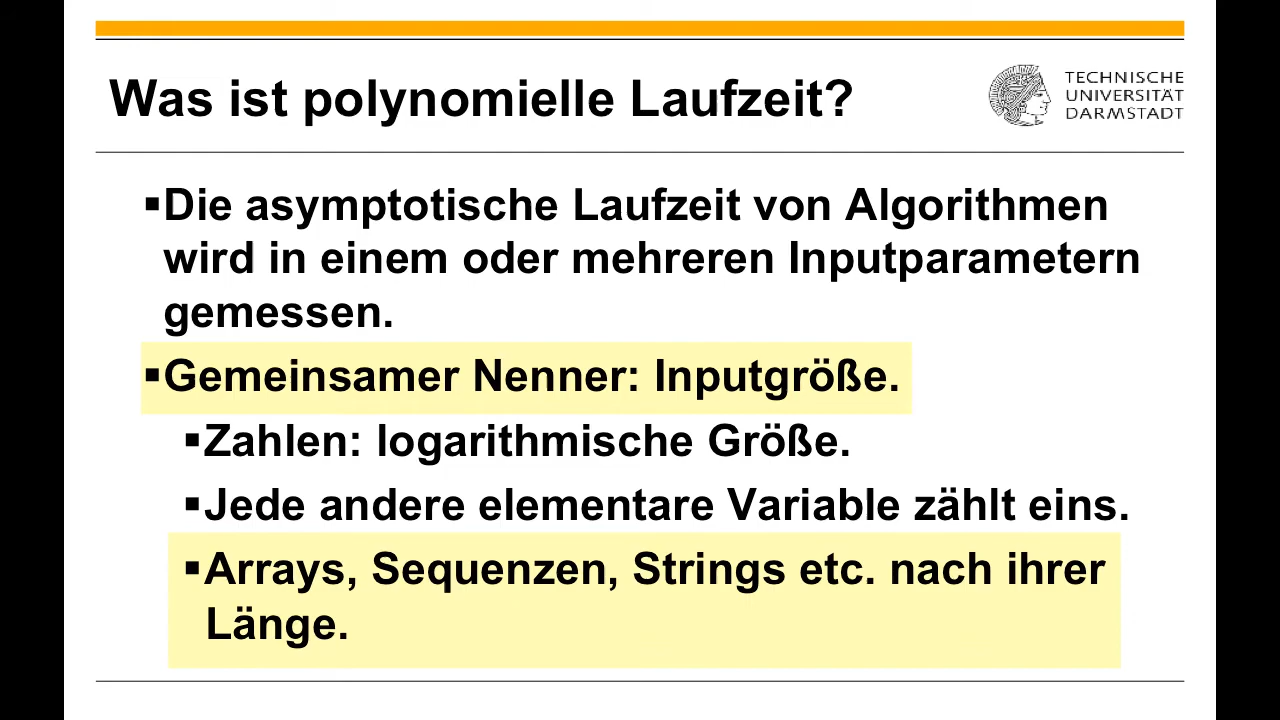 Was ist polynomielle Laufzeit?
TECHNISCHE
UNIVERSITÄT
DARMSTADT
▪Die asymptotische Laufzeit von Algorithmen
wird in einem oder mehreren Inputparametern
gemessen.
▪Gemeinsamer Nenner: Inputgröße.
▪Zahlen: logarithmische Größe.
▪Jede andere elementare Variable zählt eins.
▪Arrays, Sequenzen, Strings etc. nach ihrer
Länge.